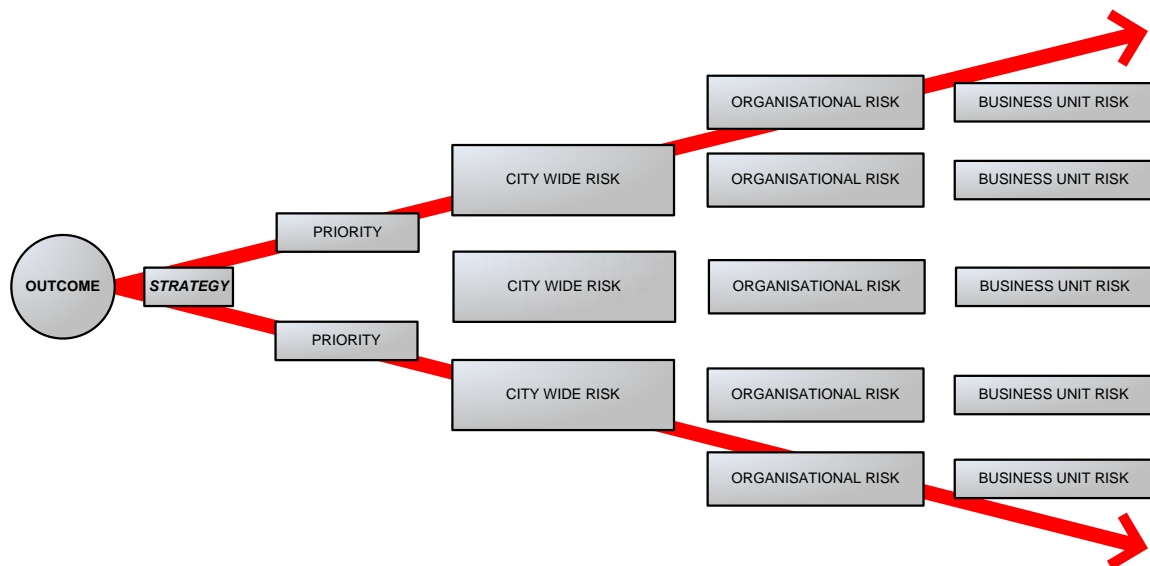 ORGANISATIONAL RISK
BUSINESS UNIT RISK
CITY WIDE RISK
ORGANISATIONAL RISK
BUSINESS UNIT RISK
PRIORITY
OUTCOME
STRATEGY
CITY WIDE RISK
ORGANISATIONAL RISK
BUSINESS UNIT RISK
PRIORITY
CITY WIDE RISK
ORGANISATIONAL RISK
BUSINESS UNIT RISK
ORGANISATIONAL RISK
BUSINESS UNIT RISK